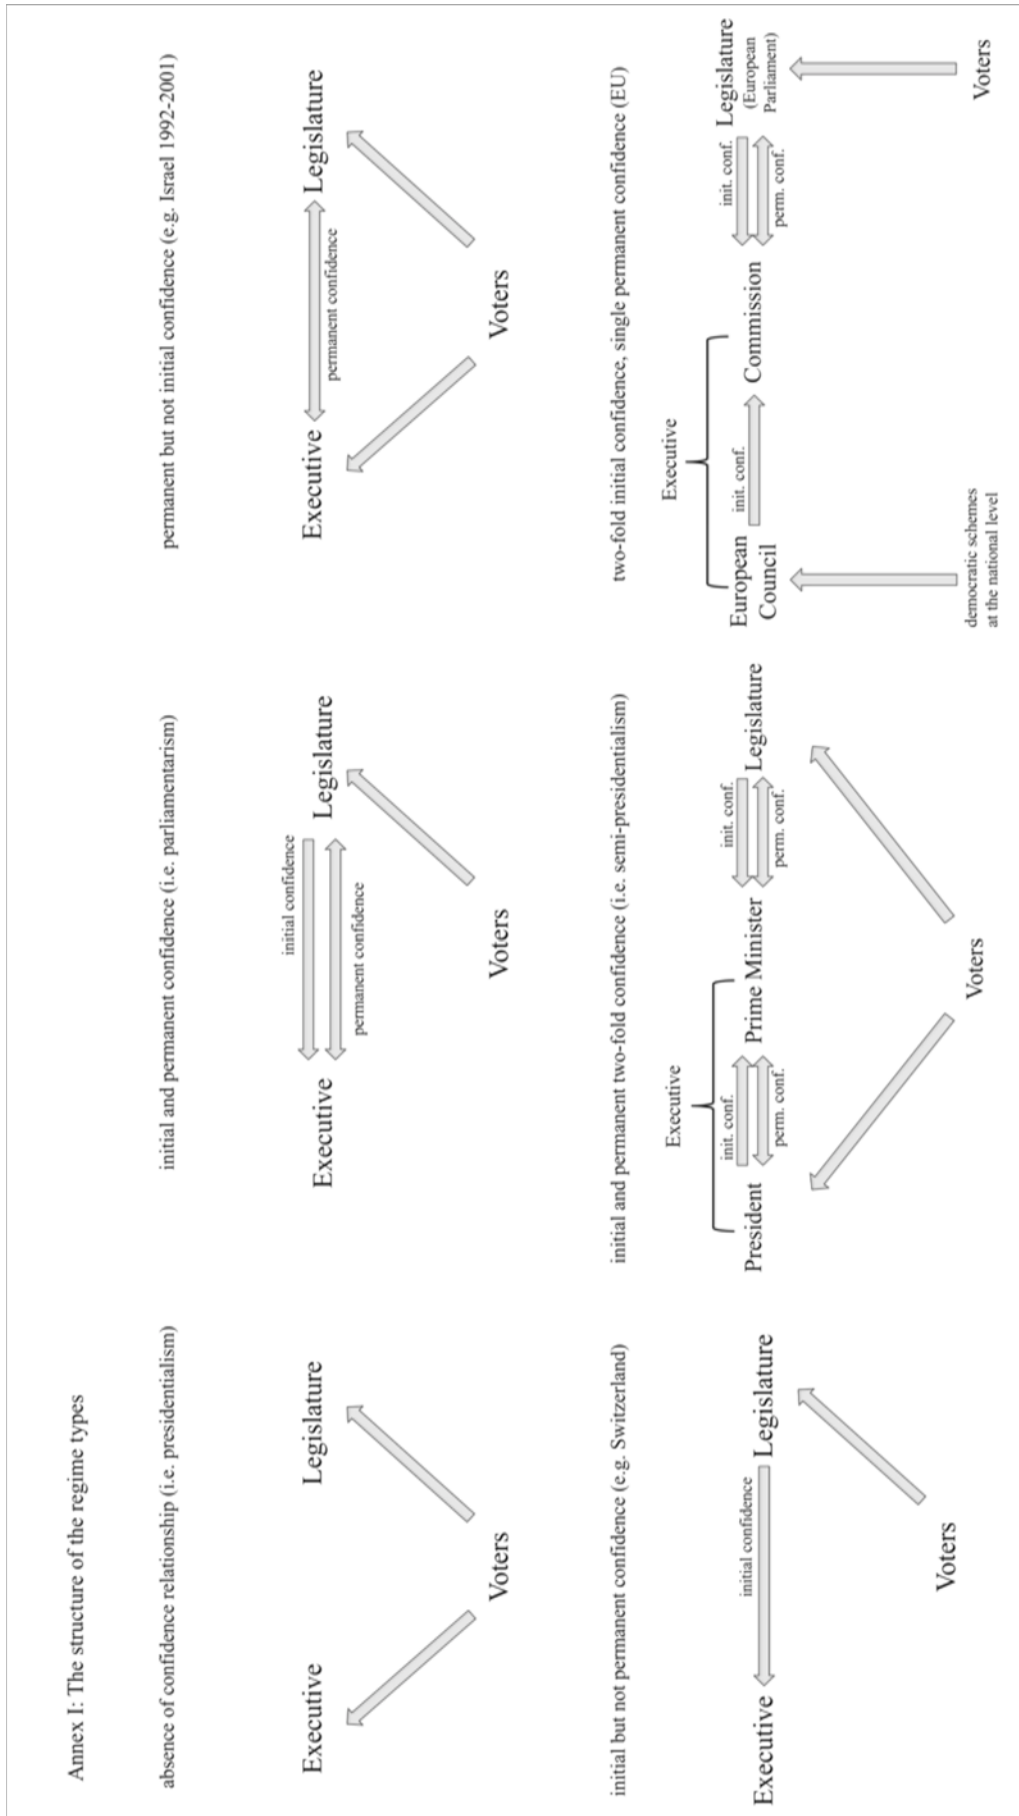 Annex I: The structure of the regime types
absence of confidence relationship (i.e. presidentialism)
Executive
Legislature
Voters
initial and permanent confidence (i.e. parliamentarism)
initial confidence
Executive
Legislature
permanent confidence
Voters
permanent but not initial confidence (e.g. Israel 1992-2001)
Executive
Legislature
permanent confidence
Voters
initial but not permanent confidence (e.g. Switzerland)
initial confidence
Executive
Legislature
Voters
initial and permanent two-fold confidence (i.e. semi-presidentialism)
Executive
init. conf.
init. conf.
President
Prime Minister
Legislature
perm. conf.
perm. conf.
Voters
two-fold initial confidence, single permanent confidence (EU)
Executive
init. conf.
init. conf.
European
Council
Commission
Legislature
(European
Parliament)
perm. conf.
democratic schemes
at the national level
Voters